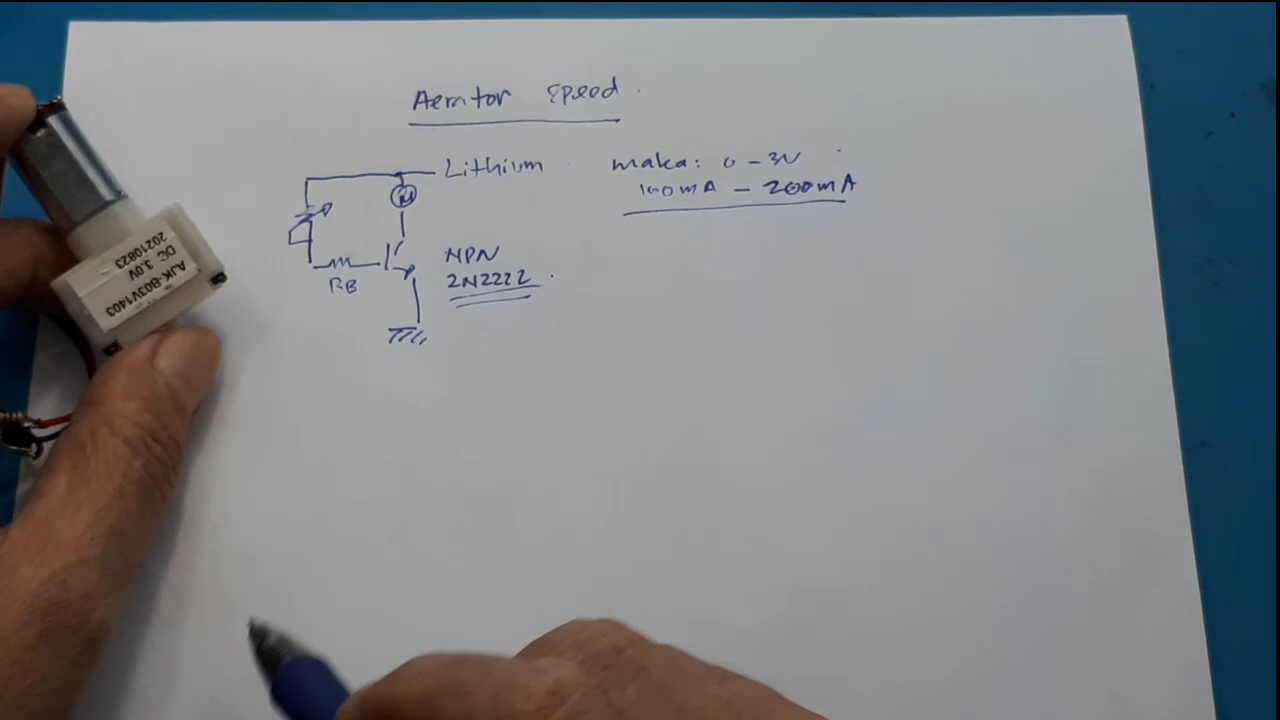 Aerator speed
Lithium
maka: 0 - 3V
100mA - 200mA
M
RB
NPN
2N2222
AJK-B03V1403
DC 3.0V
20210823